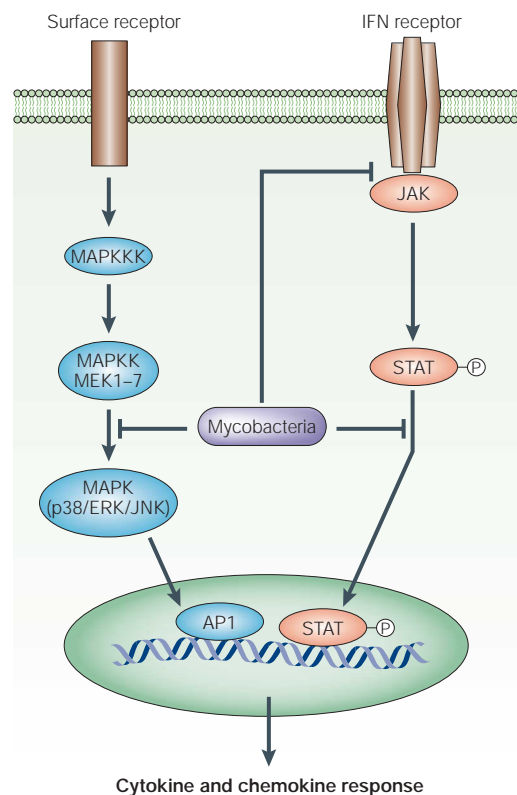 Surface receptor
IFN receptor
JAK
MAPKKK
MAPKK
MEK1–7
STAT
P
Mycobacteria
MAPK
(p38/ERK/JNK)
AP1
STAT
P
Cytokine and chemokine response